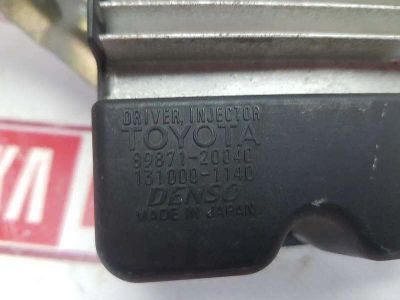 DRIVER, INJECTOR
TOYOTA
89871-20040
131000-1140
DENSO
MADE IN JAPAN